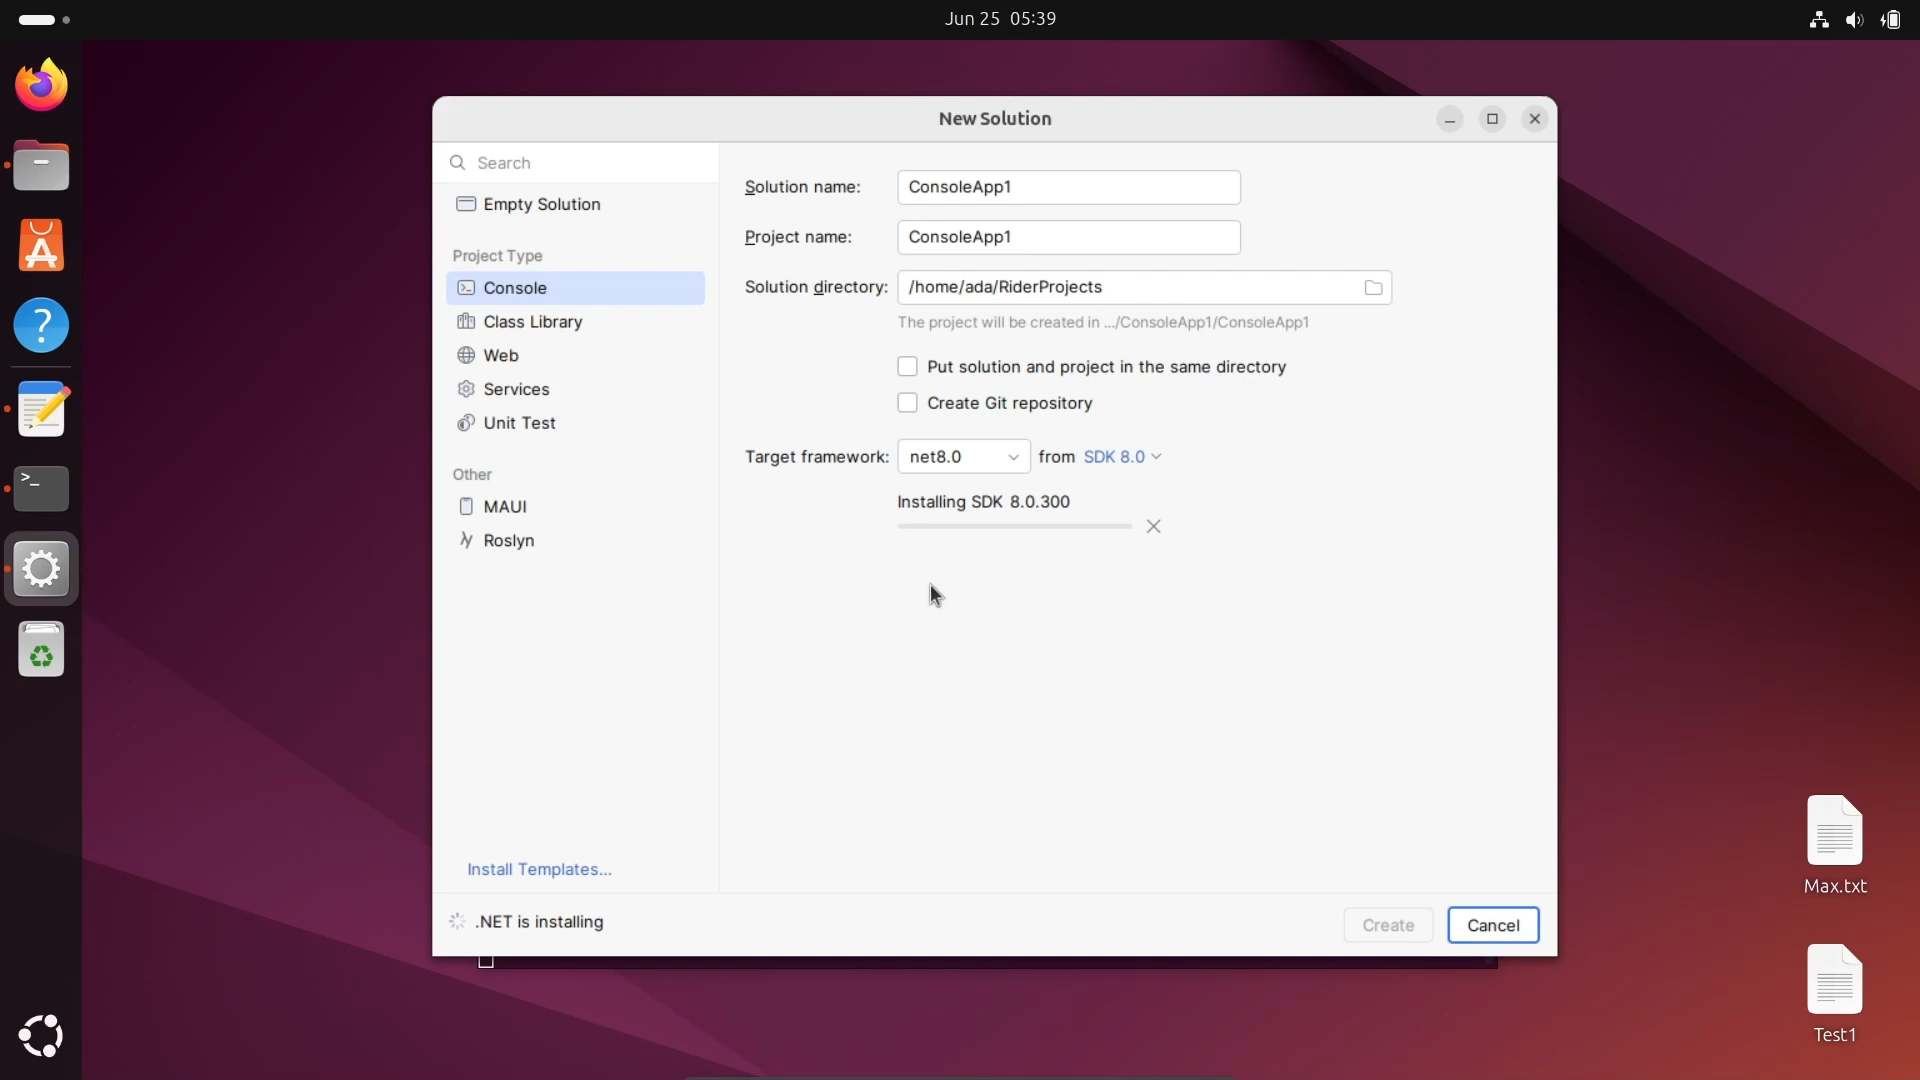 Jun 25 05:39
New Solution
Search
Empty Solution
Project Type
Console
Class Library
Web
Services
Unit Test
Other
MAUI
Roslyn
Install Templates...
Solution name: ConsoleApp1
Project name: ConsoleApp1
Solution directory: /home/ada/RiderProjects
The project will be created in .../ConsoleApp1/ConsoleApp1
Put solution and project in the same directory
Create Git repository
Target framework: net8.0 from SDK 8.0
Installing SDK 8.0.300
.NET is installing
Create Cancel
Max.txt
Test1